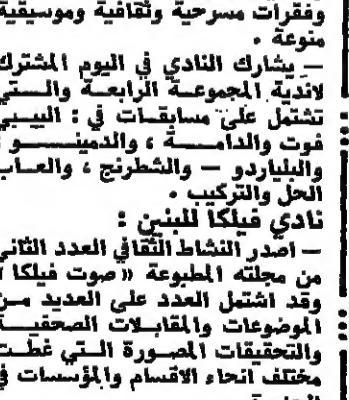 وفقرات مسرحية وثقافية وموسيقية
منوعة .
— يشارك النادي في اليوم المشترك
لاندية المجموعة الرابعة والتي
تشتمل على مسابقات في : البيبي
فوت والدامة ، والدمينو ،
والبلياردو — والشطرنج ، والعاب
الحل والتركيب .
نادي فيلكا للبنين :
— اصدر النشاط الثقافي العدد الثاني
من مجلته المطبوعة « صوت فيلكا »
وقد اشتمل العدد على العديد من
الموضوعات والمقابلات الصحفية
والتحقيقات المصورة التي غطت
مختلف انحاء الاقسام والمؤسسات في